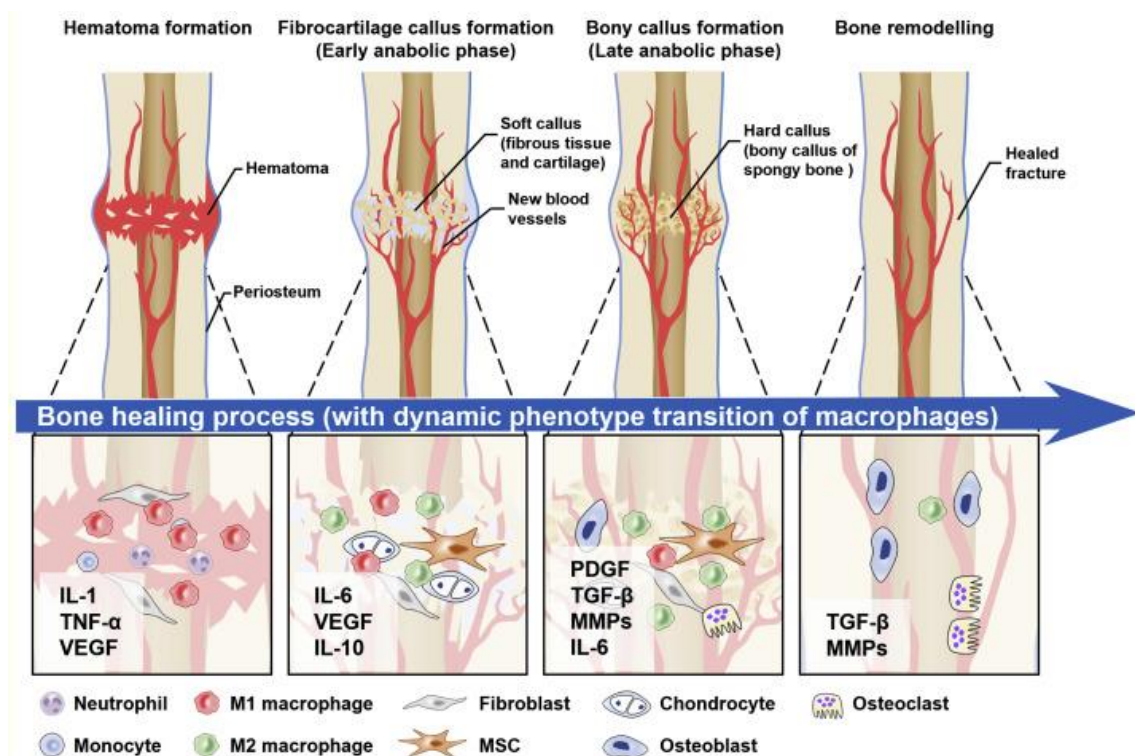 Hematoma formation
Fibrocartilage callus formation
(Early anabolic phase)
Bony callus formation
(Late anabolic phase)
Bone remodelling
Hematoma
Periosteum
Soft callus
(fibrous tissue
and cartilage)
New blood
vessels
Hard callus
(bony callus of
spongy bone )
Healed
fracture
Bone healing process (with dynamic phenotype transition of macrophages)
IL-1
TNF-α
VEGF
IL-6
VEGF
IL-10
PDGF
TGF-β
MMPs
IL-6
TGF-β
MMPs
Neutrophil
M1 macrophage
Fibroblast
Chondrocyte
Osteoclast
Monocyte
M2 macrophage
MSC
Osteoblast